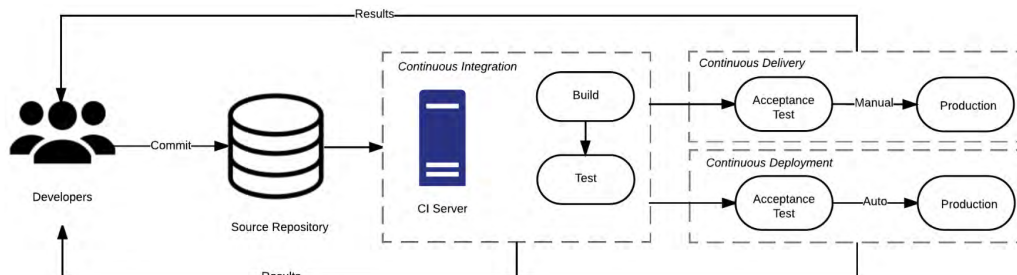 Results
Continuous Integration
Continuous Delivery
Build
Acceptance
Test
Manual
Production
Commit
Continuous Deployment
Test
Developers
CI Server
Acceptance
Test
Auto
Production
Source Repository
Results